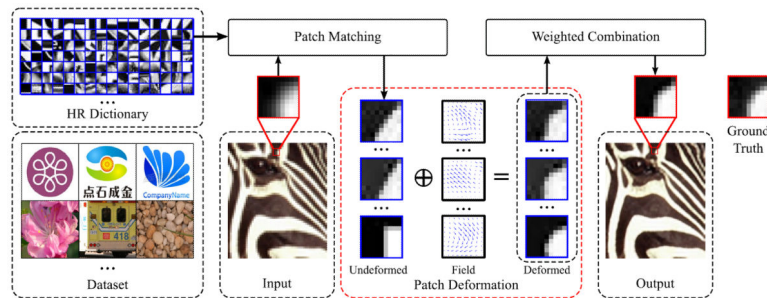 Patch Matching
Weighted Combination
...
HR Dictionary
点石成金
CompanyName
418
...
Dataset
Input
...
...
...
...
...
...
⊕
=
Undeformed
Field
Deformed
Patch Deformation
Output
Ground
Truth